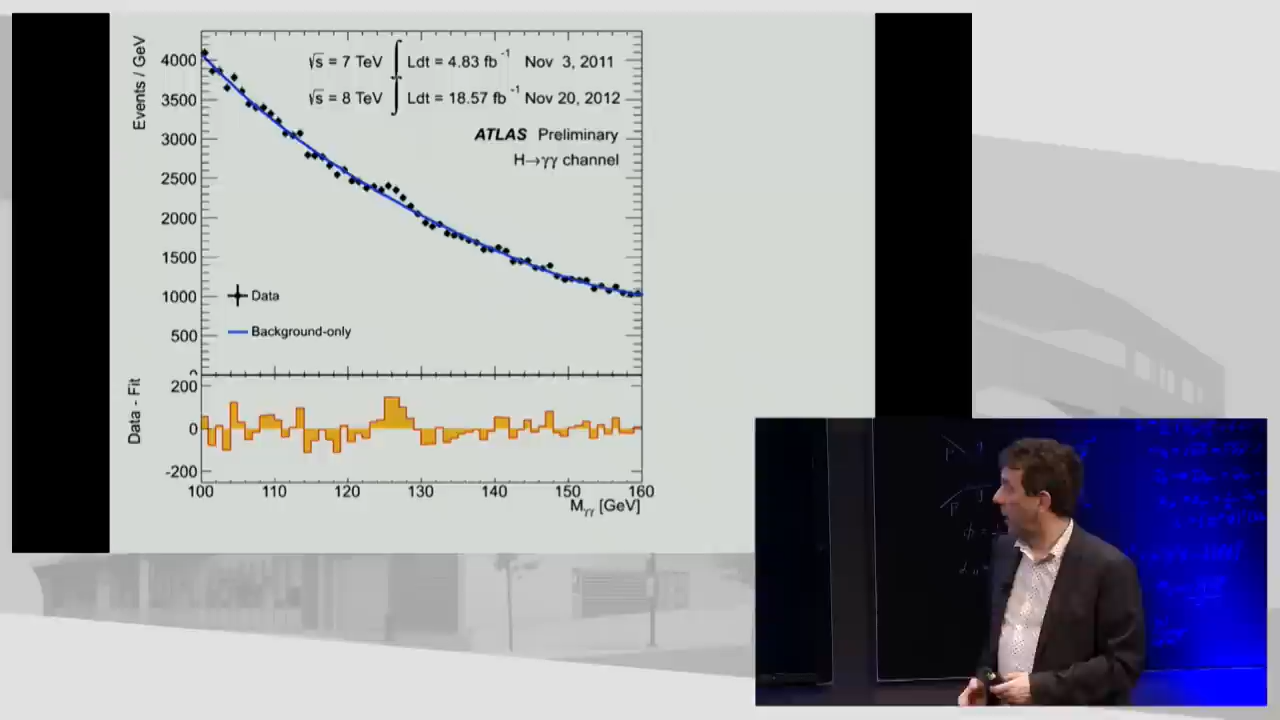 Events / GeV
4000
3500
3000
2500
2000
1500
1000
500
0
√s = 7 TeV ∫ Ldt = 4.83 fb⁻¹ Nov 3, 2011
√s = 8 TeV ∫ Ldt = 18.57 fb⁻¹ Nov 20, 2012
ATLAS Preliminary
H→γγ channel
Data
Background-only
Data - Fit
200
0
-200
100 110 120 130 140 150 160
Mγγ [GeV]